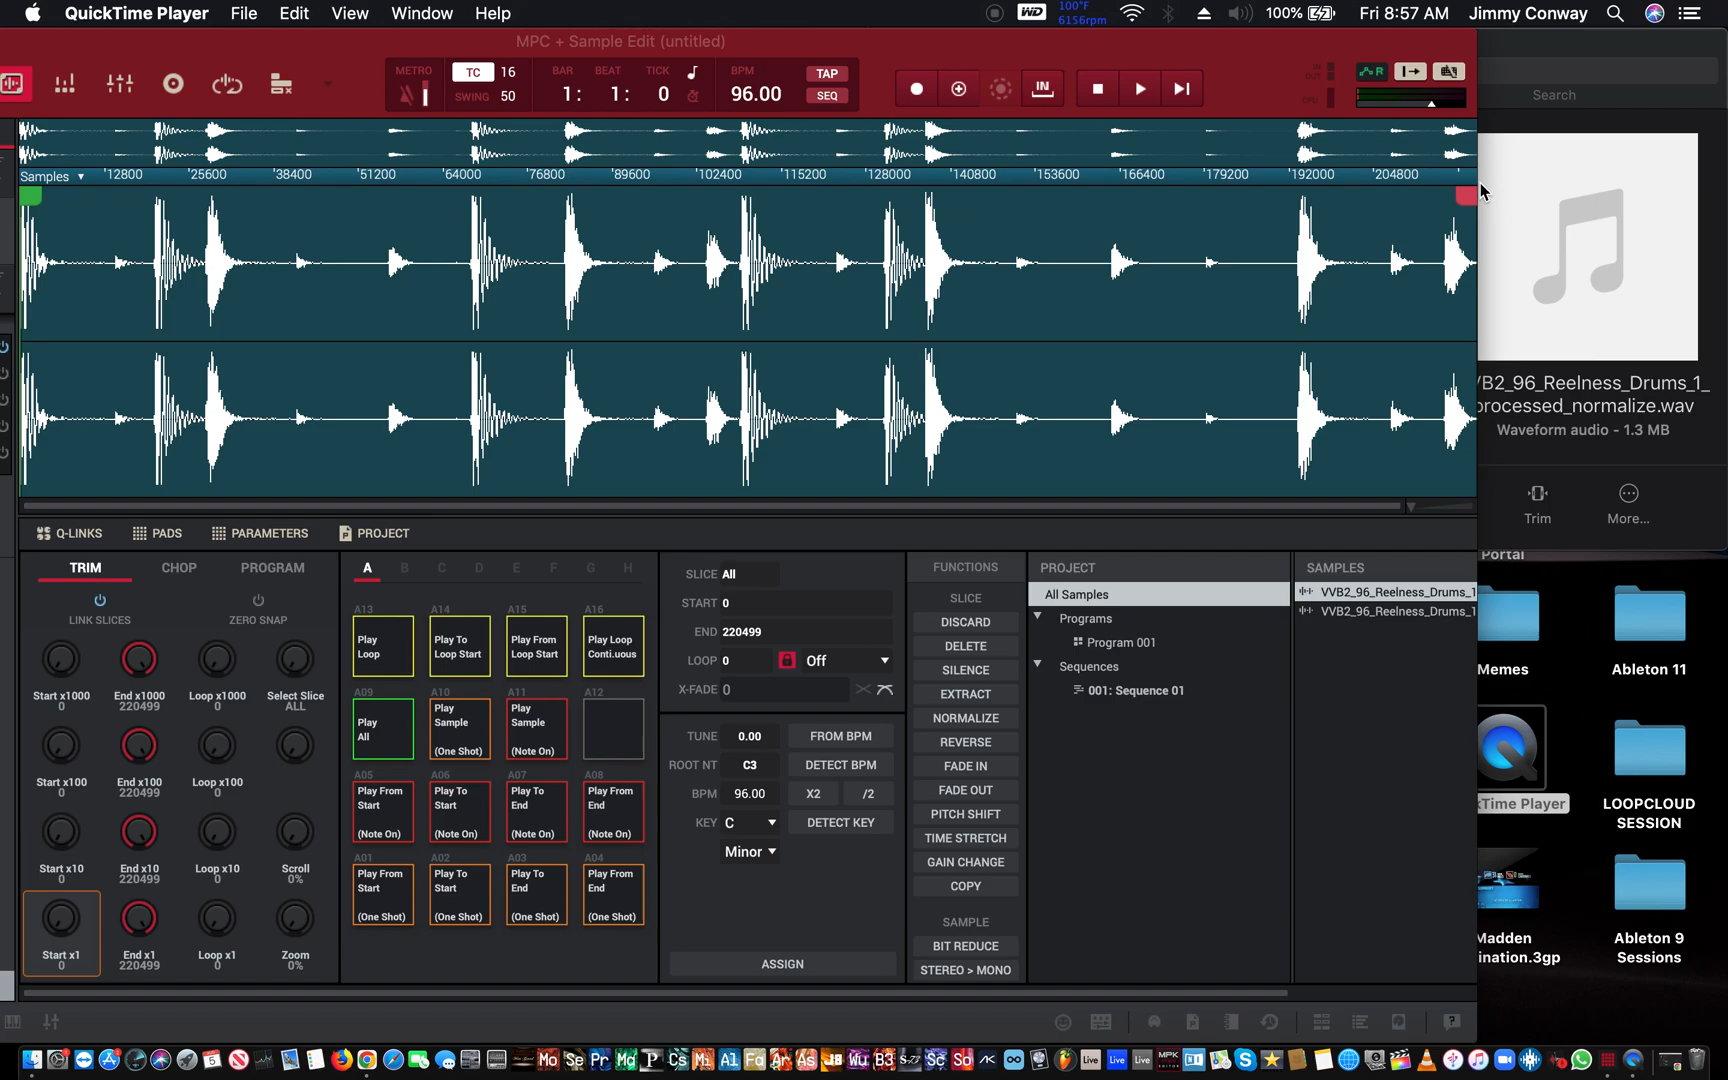 QuickTime Player File Edit View Window Help
WD 100°F 6156rpm 100% Fri 8:57 AM Jimmy Conway
MPC + Sample Edit (untitled)
METRO TC 16 SWING 50
BAR BEAT TICK
1: 1: 0
BPM 96.00 TAP SEQ
IN
IN OUT CPU
Search
Samples 12800 25600 38400 51200 64000 76800 89600 102400 115200 128000 140800 153600 166400 179200 192000 204800
VB2_96_Reelness_Drums_1_
processed_normalize.wav
Waveform audio - 1.3 MB
Trim More...
Q-LINKS PADS PARAMETERS PROJECT
TRIM CHOP PROGRAM
LINK SLICES ZERO SNAP
Start x1000 0
End x1000 220499
Loop x1000 0
Select Slice ALL
Start x100 0
End x100 220499
Loop x100 0
Start x10 0
End x10 220499
Loop x10 0
Scroll 0%
Start x1 0
End x1 220499
Loop x1 0
Zoom 0%
A B C D E F G H
A13 A14 A15 A16
Play Loop
Play To Loop Start
Play From Loop Start
Play Loop Conti.uous
A09 A10 A11 A12
Play All
Play Sample (One Shot)
Play Sample (Note On)
A05 A06 A07 A08
Play From Start (Note On)
Play To Start (Note On)
Play To End (Note On)
Play From End (Note On)
A01 A02 A03 A04
Play From Start (One Shot)
Play To Start (One Shot)
Play To End (One Shot)
Play From End (One Shot)
SLICE All
START 0
END 220499
LOOP 0 Off
X-FADE 0
TUNE 0.00 FROM BPM
ROOT NT C3 DETECT BPM
BPM 96.00 X2 /2
KEY C DETECT KEY
Minor
ASSIGN
FUNCTIONS
SLICE
DISCARD
DELETE
SILENCE
EXTRACT
NORMALIZE
REVERSE
FADE IN
FADE OUT
PITCH SHIFT
TIME STRETCH
GAIN CHANGE
COPY
SAMPLE
BIT REDUCE
STEREO > MONO
PROJECT
All Samples
Programs
Program 001
Sequences
001: Sequence 01
SAMPLES
VVB2_96_Reelness_Drums_1
VVB2_96_Reelness_Drums_1
Portal
Memes
Ableton 11
kTime Player
LOOPCLOUD
SESSION
Madden
ination.3gp
Ableton 9
Sessions